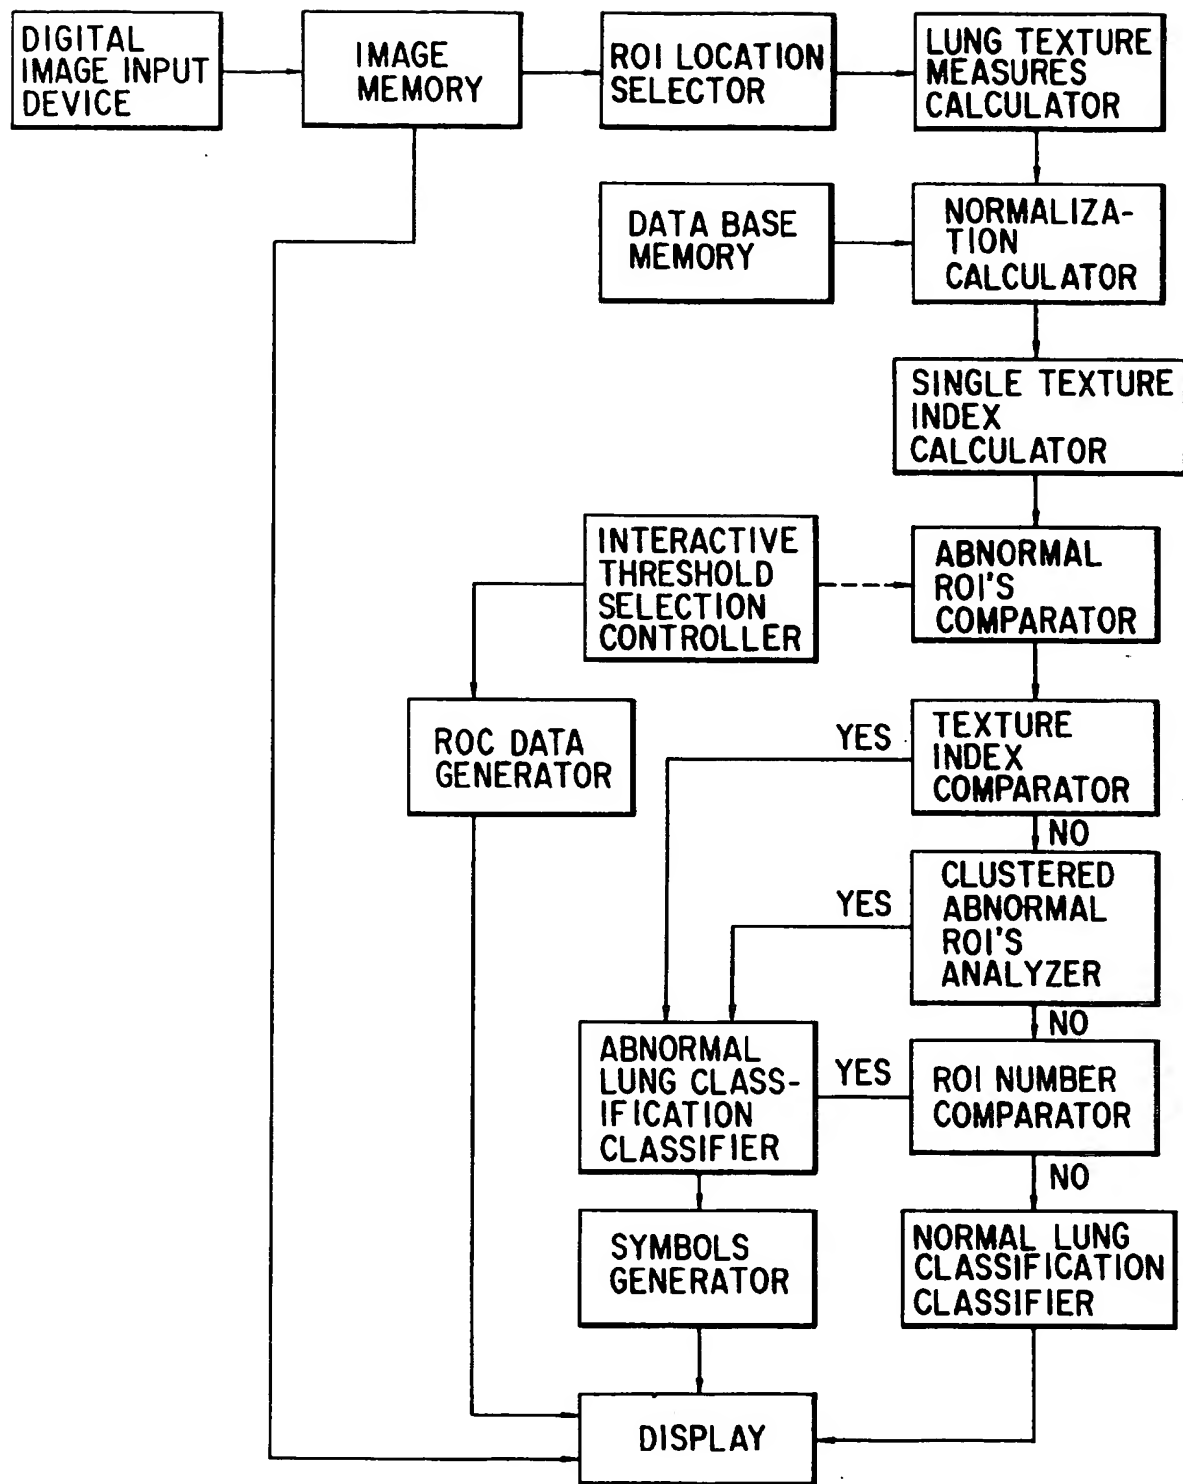 DIGITAL
IMAGE INPUT
DEVICE
IMAGE
MEMORY
ROI LOCATION
SELECTOR
LUNG TEXTURE
MEASURES
CALCULATOR
DATA BASE
MEMORY
NORMALIZA-
TION
CALCULATOR
SINGLE TEXTURE
INDEX
CALCULATOR
INTERACTIVE
THRESHOLD
SELECTION
CONTROLLER
ABNORMAL
ROI'S
COMPARATOR
ROC DATA
GENERATOR
YES
TEXTURE
INDEX
COMPARATOR
NO
YES
CLUSTERED
ABNORMAL
ROI'S
ANALYZER
NO
ABNORMAL
LUNG CLASS-
IFICATION
CLASSIFIER
YES
ROI NUMBER
COMPARATOR
NO
SYMBOLS
GENERATOR
NORMAL LUNG
CLASSIFICATION
CLASSIFIER
DISPLAY